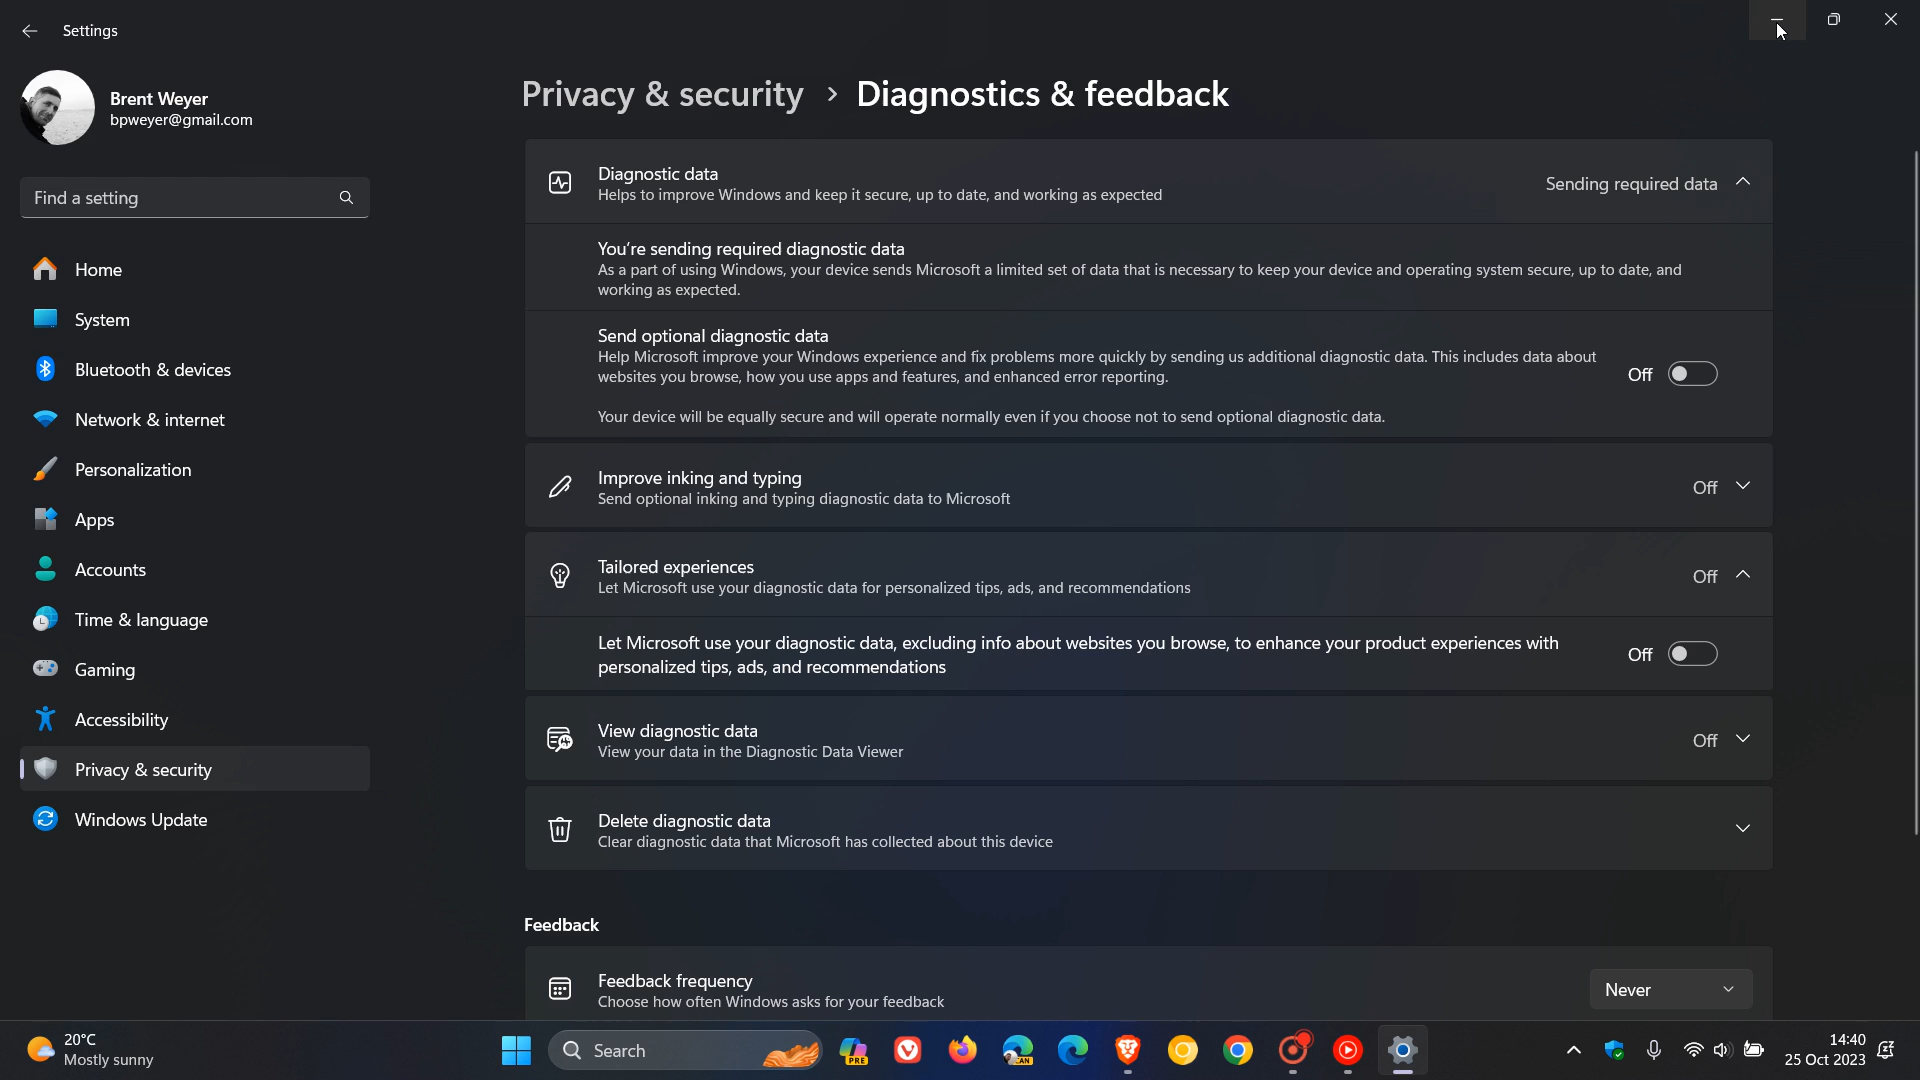 Settings
Brent Weyer
bpweyer@gmail.com
Find a setting
Home
System
Bluetooth & devices
Network & internet
Personalization
Apps
Accounts
Time & language
Gaming
Accessibility
Privacy & security
Windows Update
Privacy & security > Diagnostics & feedback
Diagnostic data
Helps to improve Windows and keep it secure, up to date, and working as expected
Sending required data
You're sending required diagnostic data
As a part of using Windows, your device sends Microsoft a limited set of data that is necessary to keep your device and operating system secure, up to date, and
working as expected.
Send optional diagnostic data
Help Microsoft improve your Windows experience and fix problems more quickly by sending us additional diagnostic data. This includes data about
websites you browse, how you use apps and features, and enhanced error reporting.
Off
Your device will be equally secure and will operate normally even if you choose not to send optional diagnostic data.
Improve inking and typing
Send optional inking and typing diagnostic data to Microsoft
Off
Tailored experiences
Let Microsoft use your diagnostic data for personalized tips, ads, and recommendations
Off
Let Microsoft use your diagnostic data, excluding info about websites you browse, to enhance your product experiences with
personalized tips, ads, and recommendations
Off
View diagnostic data
View your data in the Diagnostic Data Viewer
Off
Delete diagnostic data
Clear diagnostic data that Microsoft has collected about this device
Feedback
Feedback frequency
Choose how often Windows asks for your feedback
Never
20°C
Mostly sunny
Search
PRE
CAN
14:40
25 Oct 2023